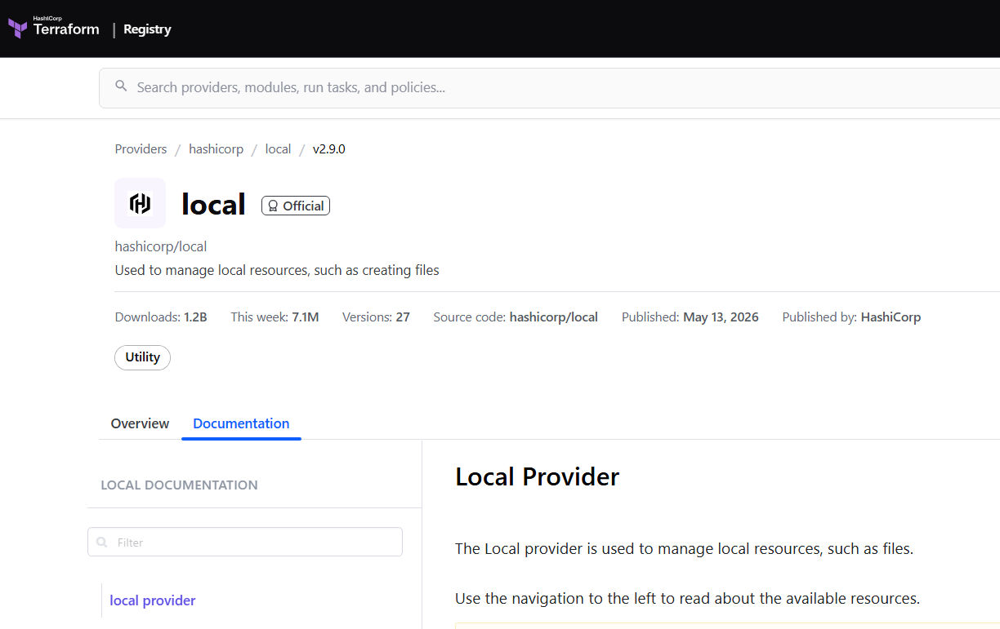 HashiCorp
Terraform | Registry
Search providers, modules, run tasks, and policies...
Providers / hashicorp / local / v2.9.0
local Official
hashicorp/local
Used to manage local resources, such as creating files
Downloads: 1.2B This week: 7.1M Versions: 27 Source code: hashicorp/local Published: May 13, 2026 Published by: HashiCorp
Utility
Overview Documentation
LOCAL DOCUMENTATION
Filter
local provider
Local Provider
The Local provider is used to manage local resources, such as files.
Use the navigation to the left to read about the available resources.